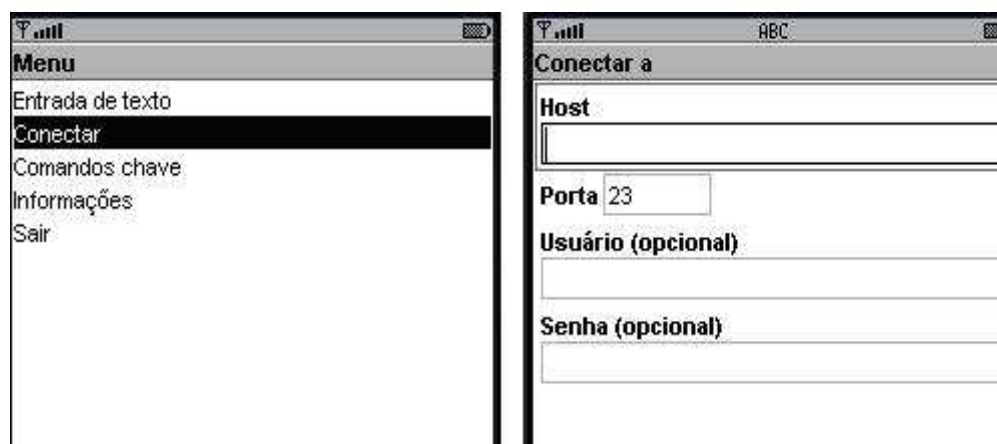 Menu
Entrada de texto
Conectar
Comandos chave
Informações
Sair
ABC
Conectar a
Host
Porta 23
Usuário (opcional)
Senha (opcional)